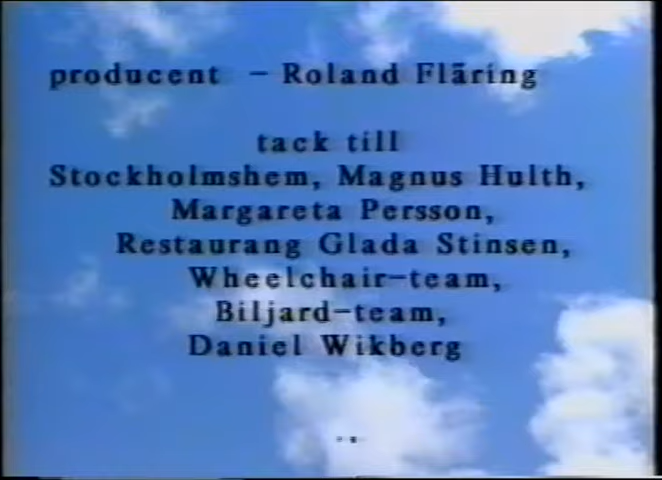 producent - Roland Fläring
tack till
Stockholmshem, Magnus Hulth,
Margareta Persson,
Restaurang Glada Stinsen,
Wheelchair-team,
Biljard-team,
Daniel Wikberg